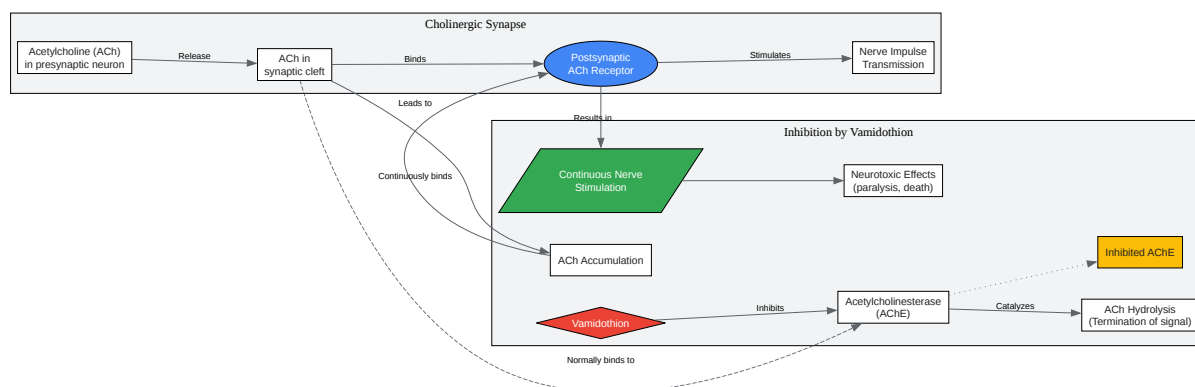 Cholinergic Synapse
Acetylcholine (ACh)
in presynaptic neuron
Release
ACh in
synaptic cleft
Binds
Postsynaptic
ACh Receptor
Stimulates
Nerve Impulse
Transmission
Leads to
Results in
Inhibition by Vamidothion
Continuously binds
Continuous Nerve
Stimulation
Neurotoxic Effects
(paralysis, death)
ACh Accumulation
Inhibited AChE
Vamidothion
Inhibits
Acetylcholinesterase
(AChE)
Catalyzes
ACh Hydrolysis
(Termination of signal)
Normally binds to